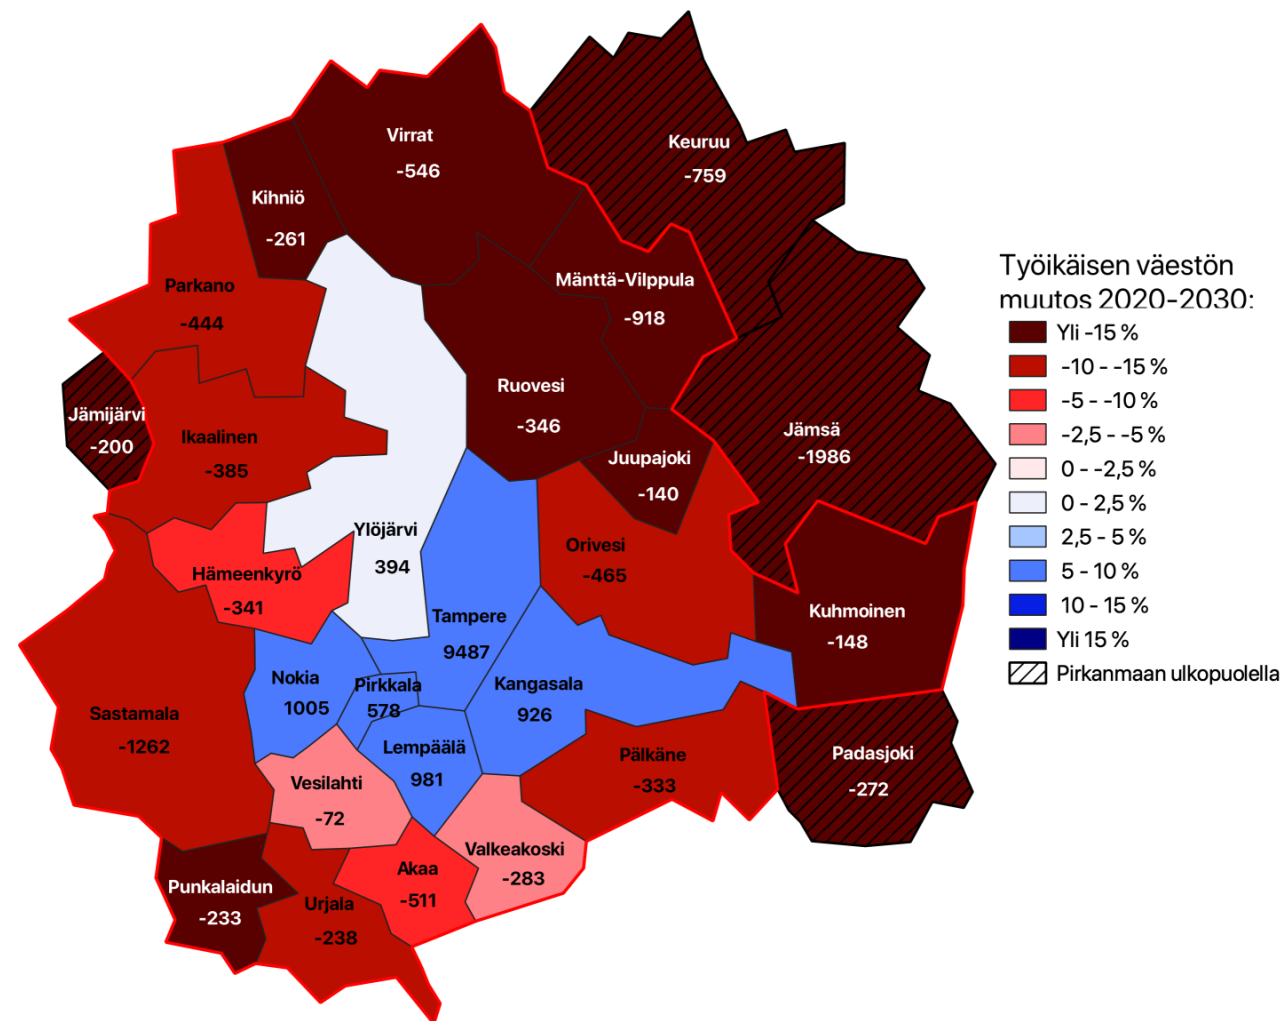 Virrat
-546
Keuruu
-759
Kihniö
-261
Parkano
-444
Mänttä-Vilppula
-918
Ruovesi
-346
Jämijärvi
-200
Ikaalinen
-385
Juupajoki
-140
Jämsä
-1986
Ylöjärvi
394
Orivesi
-465
Hämeenkyrö
-341
Tampere
9487
Kuhmoinen
-148
Nokia
1005
Pirkkala
578
Kangasala
926
Sastamala
-1262
Lempäälä
981
Pälkäne
-333
Padasjoki
-272
Vesilahti
-72
Valkeakoski
-283
Akaa
-511
Punkalaidun
-233
Urjala
-238
Työikäisen väestön
muutos 2020-2030:
Yli -15 %
-10 - -15 %
-5 - -10 %
-2,5 - -5 %
0 - -2,5 %
0 - 2,5 %
2,5 - 5 %
5 - 10 %
10 - 15 %
Yli 15 %
Pirkanmaan ulkopuolella